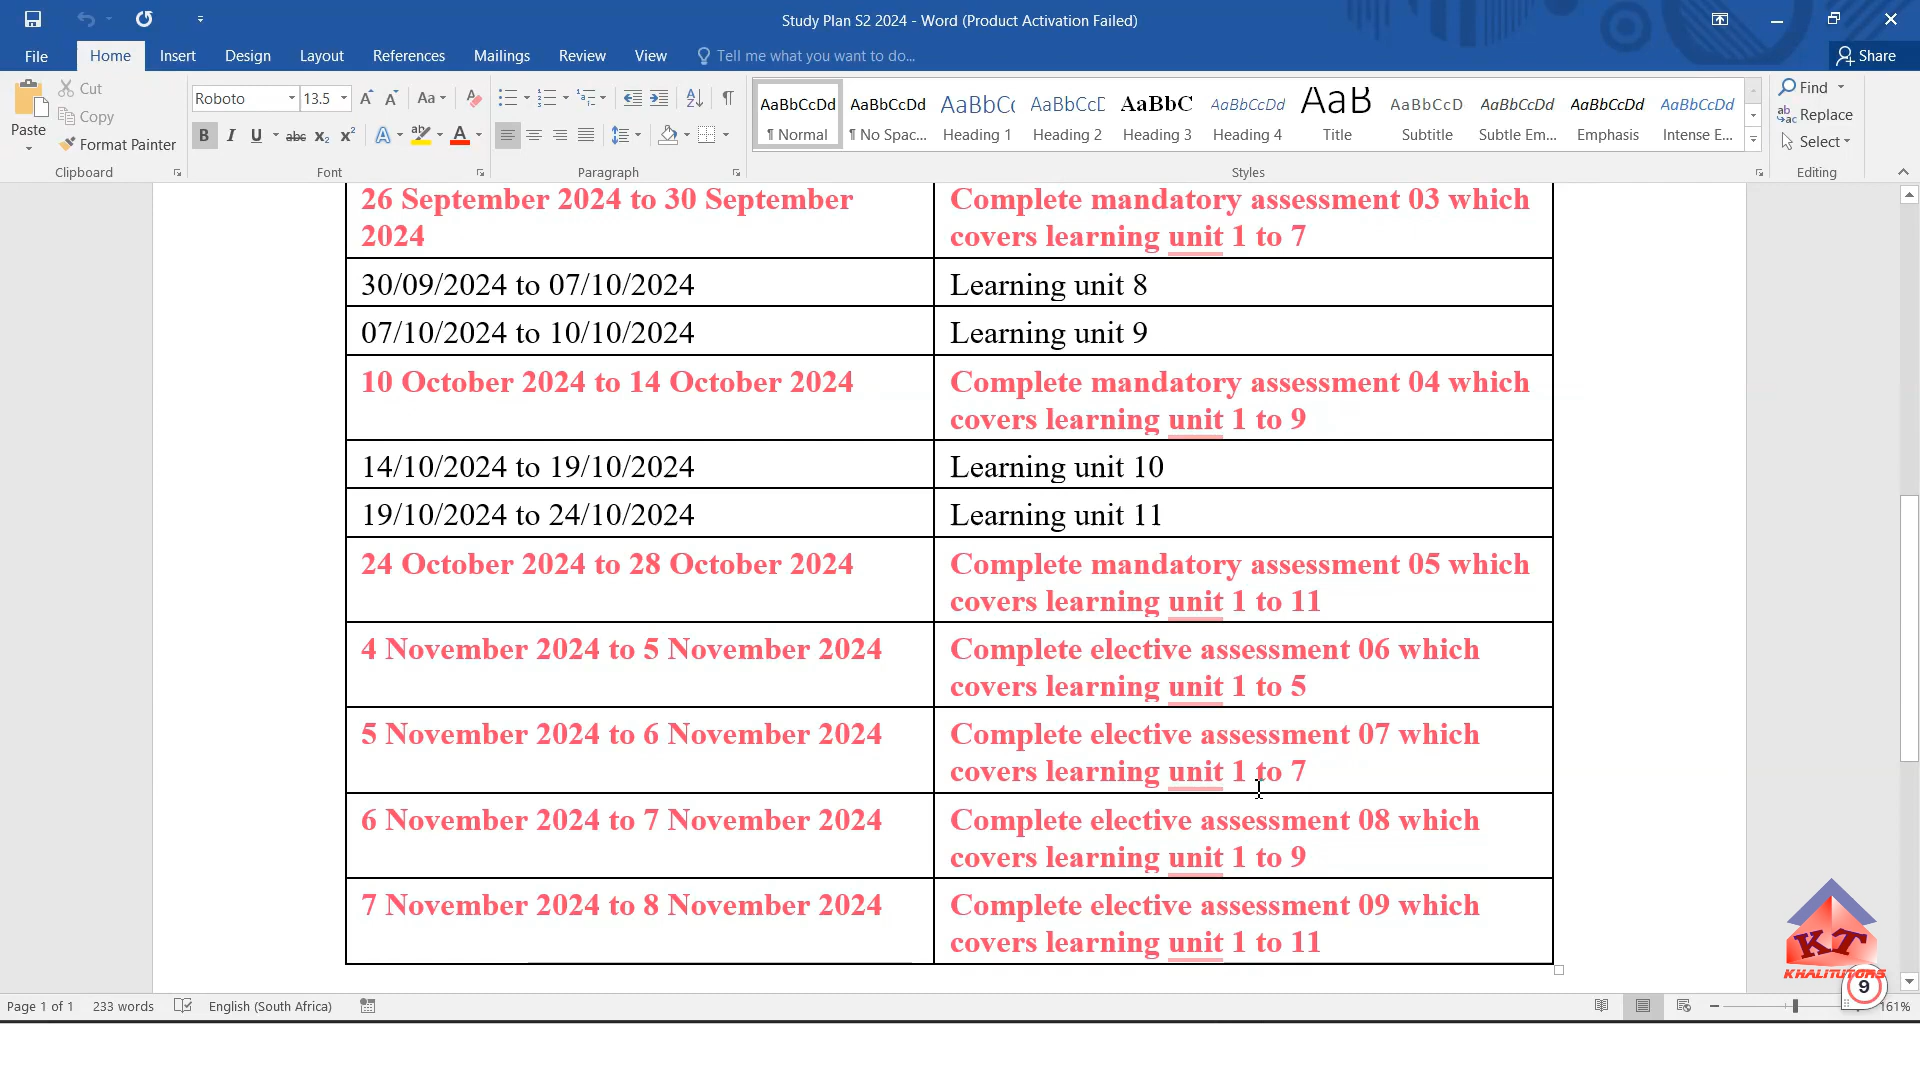 Study Plan S2 2024 - Word (Product Activation Failed)
File Home Insert Design Layout References Mailings Review View Tell me what you want to do... Share
Paste
Cut
Copy
Format Painter
Clipboard
Roboto 13.5
Font
Paragraph
AaBbCcDd AaBbCcDd AaBbC( AaBbCcC AaBbC AaBbCcDd AaB AaBbCcD AaBbCcDd AaBbCcDd AaBbCcDd
¶ Normal ¶ No Spac... Heading 1 Heading 2 Heading 3 Heading 4 Title Subtitle Subtle Em... Emphasis Intense E...
Styles
Find
Replace
Select
Editing
26 September 2024 to 30 September
2024
Complete mandatory assessment 03 which
covers learning unit 1 to 7
30/09/2024 to 07/10/2024 Learning unit 8
07/10/2024 to 10/10/2024 Learning unit 9
10 October 2024 to 14 October 2024 Complete mandatory assessment 04 which
covers learning unit 1 to 9
14/10/2024 to 19/10/2024 Learning unit 10
19/10/2024 to 24/10/2024 Learning unit 11
24 October 2024 to 28 October 2024 Complete mandatory assessment 05 which
covers learning unit 1 to 11
4 November 2024 to 5 November 2024 Complete elective assessment 06 which
covers learning unit 1 to 5
5 November 2024 to 6 November 2024 Complete elective assessment 07 which
covers learning unit 1 to 7
6 November 2024 to 7 November 2024 Complete elective assessment 08 which
covers learning unit 1 to 9
7 November 2024 to 8 November 2024 Complete elective assessment 09 which
covers learning unit 1 to 11
KT
KHALITUTORS
9
Page 1 of 1 233 words English (South Africa) 161%